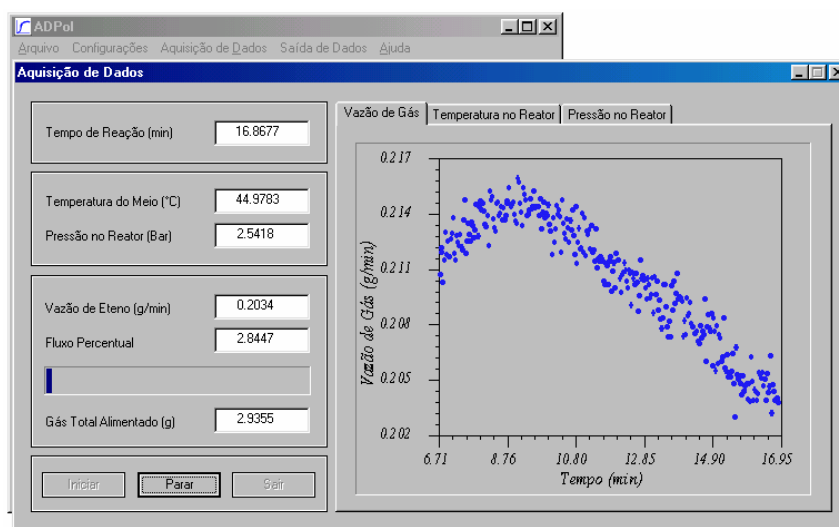 ADPol
Arquivo Configurações Aquisição de Dados Saída de Dados Ajuda
Aquisição de Dados
Tempo de Reação (min) 16.8677
Temperatura do Meio (°C) 44.9783
Pressão no Reator (Bar) 2.5418
Vazão de Eteno (g/min) 0.2034
Fluxo Percentual 2.8447
Gás Total Alimentado (g) 2.9355
Iniciar Parar Sair
Vazão de Gás Temperatura no Reator Pressão no Reator
Vazão de Gás (g/min)
0.217
0.214
0.211
0.208
0.205
0.202
6.71 8.76 10.80 12.85 14.90 16.95
Tempo (min)